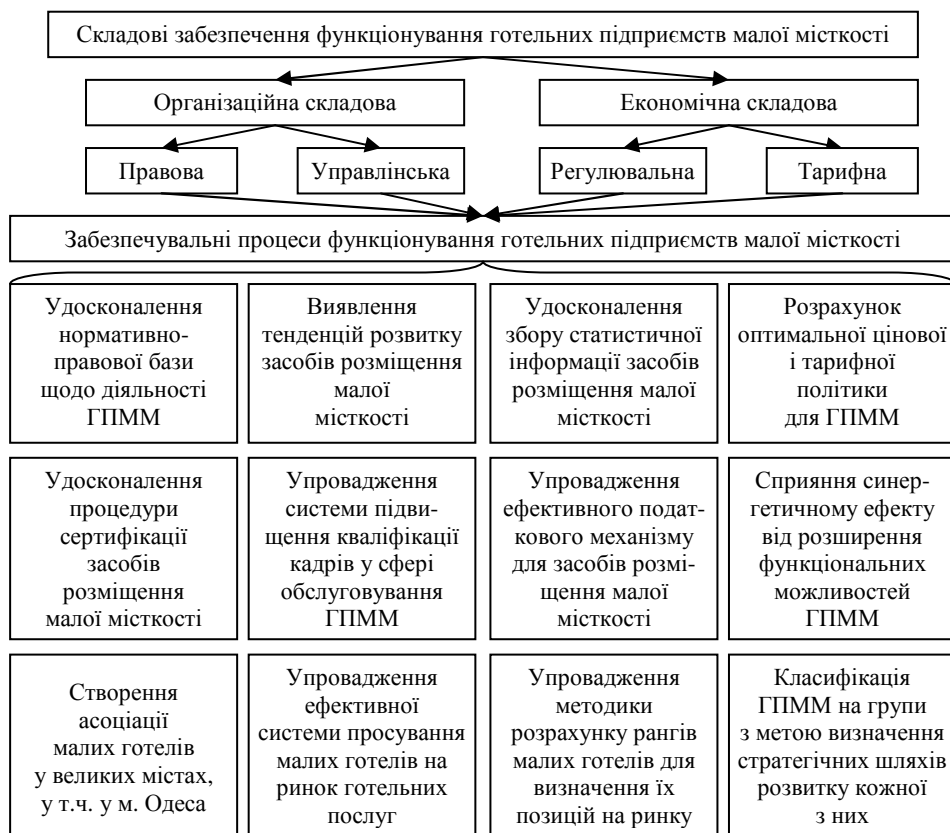 Складові забезпечення функціонування готельних підприємств малої місткості
Організаційна складова
Економічна складова
Правова
Управлінська
Регулювальна
Тарифна
Забезпечувальні процеси функціонування готельних підприємств малої місткості
Удосконалення
нормативно-
правової бази
щодо діяльності
ГПММ
Виявлення
тенденцій розвитку
засобів розміщення
малої
місткості
Удосконалення
збору статистичної
інформації засобів
розміщення малої
місткості
Розрахунок
оптимальної цінової
і тарифної
політики
для ГПММ
Удосконалення
процедури
сертифікації
засобів
розміщення
малої місткості
Упровадження
системи підви-
щення кваліфікації
кадрів у сфері
обслуговування
ГПММ
Упровадження
ефективного подат-
кового механізму
для засобів розмі-
щення малої
місткості
Сприяння синер-
гетичному ефекту
від розширення
функціональних
можливостей
ГПММ
Створення
асоціації
малих готелів
у великих містах,
у т.ч. у м. Одеса
Упровадження
ефективної
системи просування
малих готелів на
ринок готельних
послуг
Упровадження
методики
розрахунку рангів
малих готелів для
визначення їх
позицій на ринку
Класифікація
ГПММ на групи
з метою визначення
стратегічних шляхів
розвитку кожної
з них